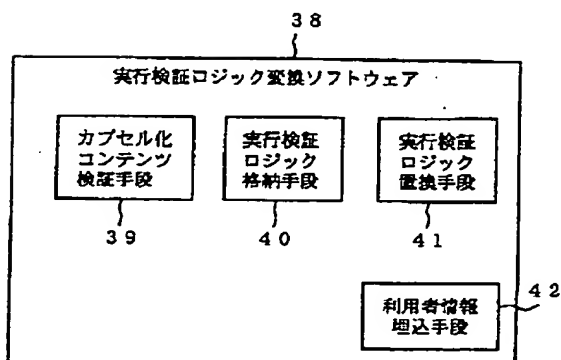 38
実行検証ロジック変換ソフトウェア
カプセル化
コンテンツ
検証手段
実行検証
ロジック
格納手段
実行検証
ロジック
置換手段
39
40
41
42
利用者情報
埋込手段